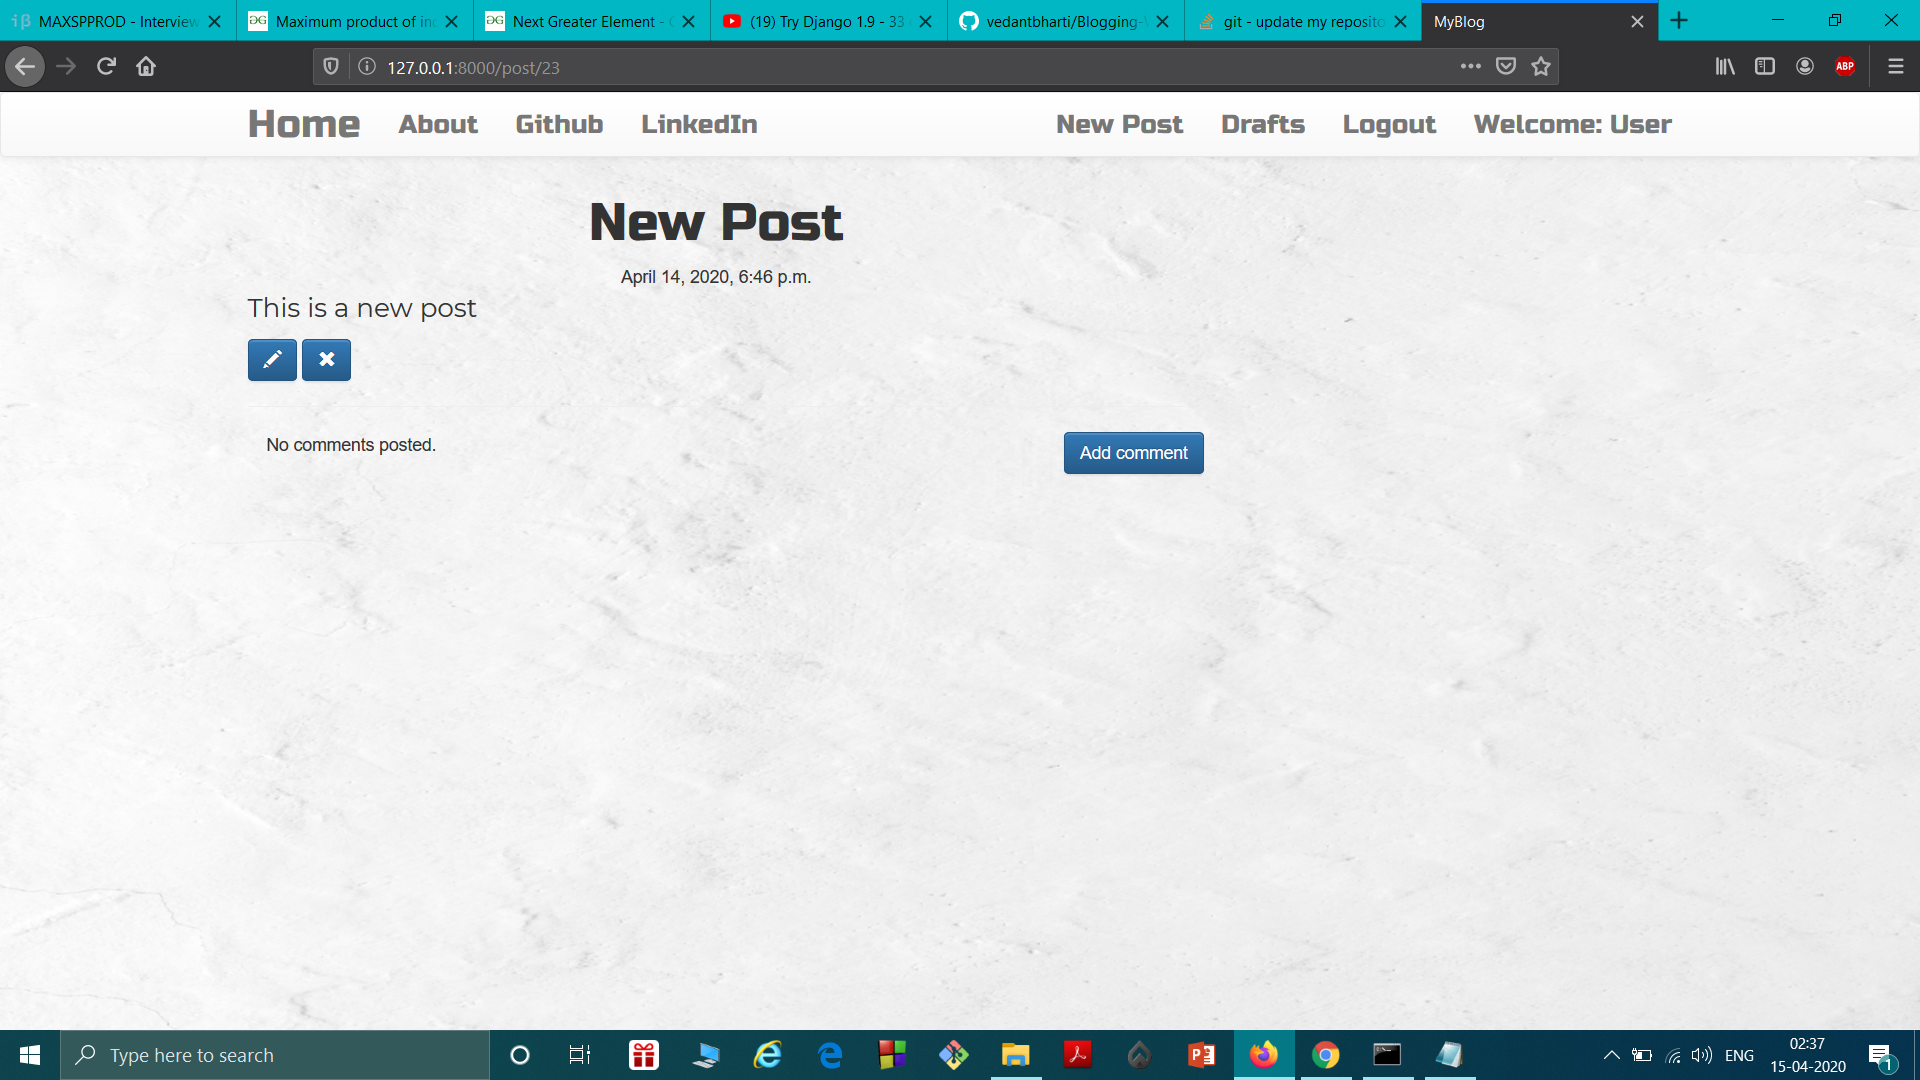 MAXSPPROD - Interview
Maximum product of in
Next Greater Element -
(19) Try Django 1.9 - 33
vedantbharti/Blogging-
git - update my reposito
MyBlog
127.0.0.1:8000/post/23
ABP
Home About Github LinkedIn New Post Drafts Logout Welcome: User
New Post
April 14, 2020, 6:46 p.m.
This is a new post
No comments posted.
Add comment
Type here to search
ENG
02:37
15-04-2020
1